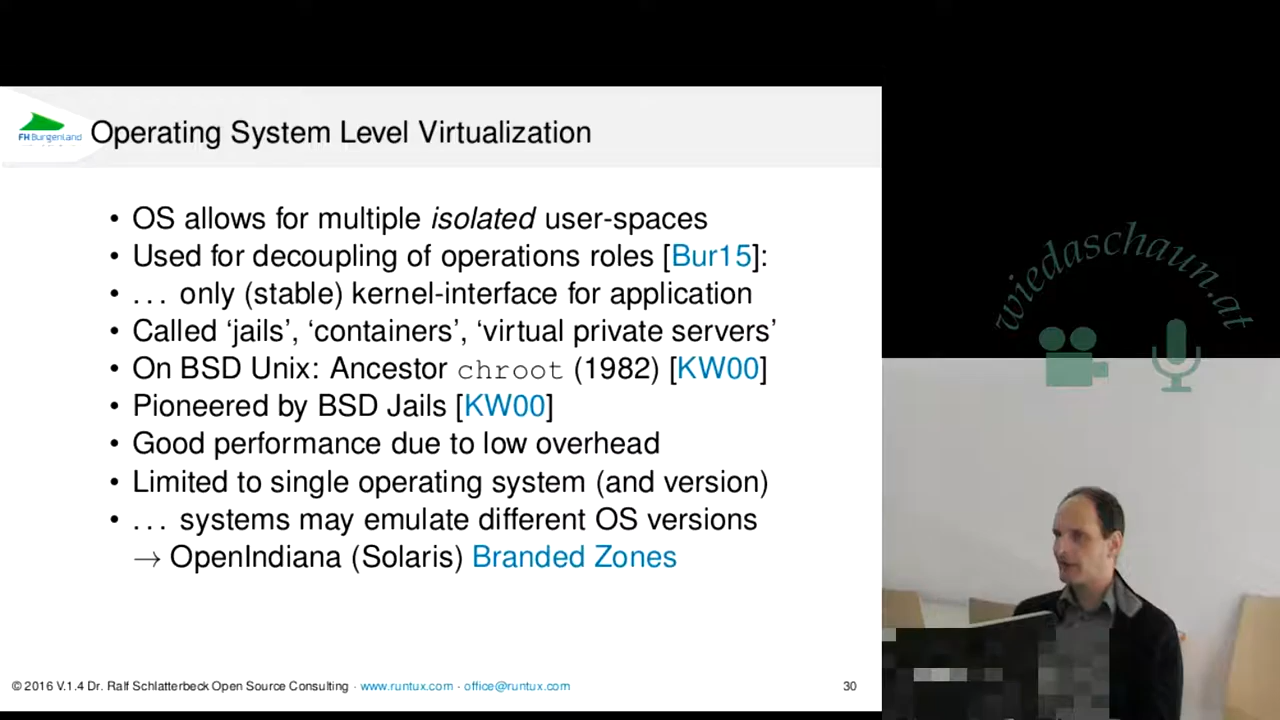 FH Burgenland
Operating System Level Virtualization
• OS allows for multiple isolated user-spaces
• Used for decoupling of operations roles [Bur15]:
• . . . only (stable) kernel-interface for application
• Called ‘jails’, ‘containers’, ‘virtual private servers’
• On BSD Unix: Ancestor chroot (1982) [KW00]
• Pioneered by BSD Jails [KW00]
• Good performance due to low overhead
• Limited to single operating system (and version)
• . . . systems may emulate different OS versions
→ OpenIndiana (Solaris) Branded Zones
© 2016 V.1.4 Dr. Ralf Schlatterbeck Open Source Consulting · www.runtux.com · office@runtux.com
30
wiedaschaun.at